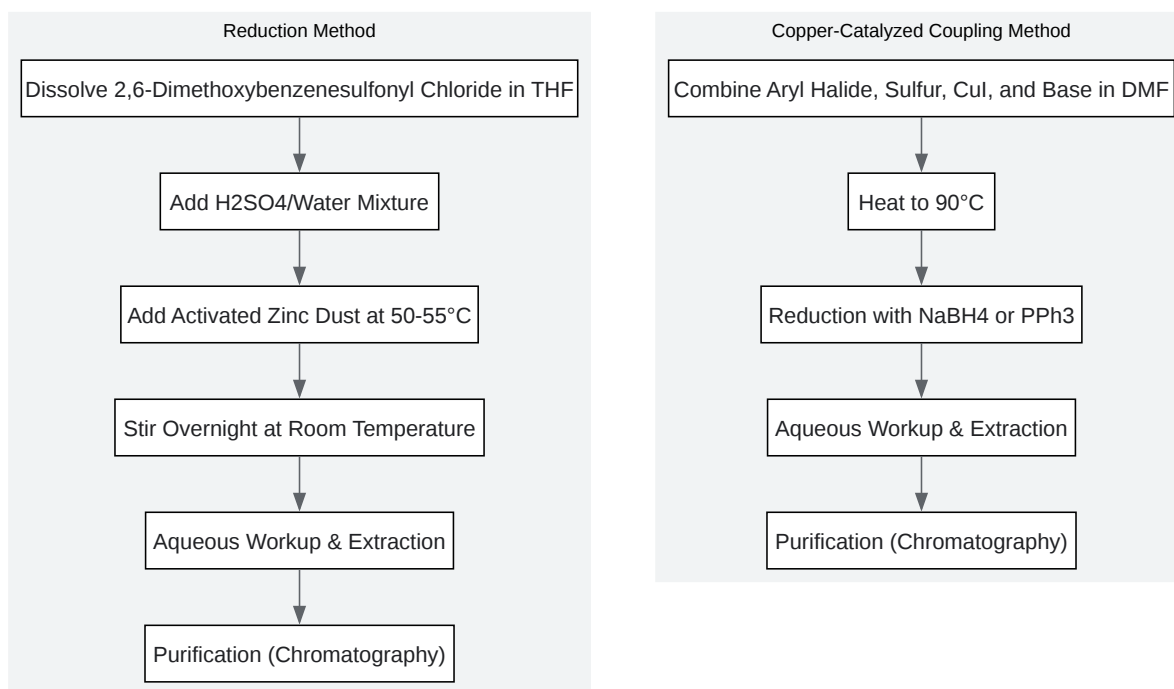 Reduction Method
Dissolve 2,6-Dimethoxybenzenesulfonyl Chloride in THF
Add H2SO4/Water Mixture
Add Activated Zinc Dust at 50-55°C
Stir Overnight at Room Temperature
Aqueous Workup & Extraction
Purification (Chromatography)
Copper-Catalyzed Coupling Method
Combine Aryl Halide, Sulfur, CuI, and Base in DMF
Heat to 90°C
Reduction with NaBH4 or PPh3
Aqueous Workup & Extraction
Purification (Chromatography)